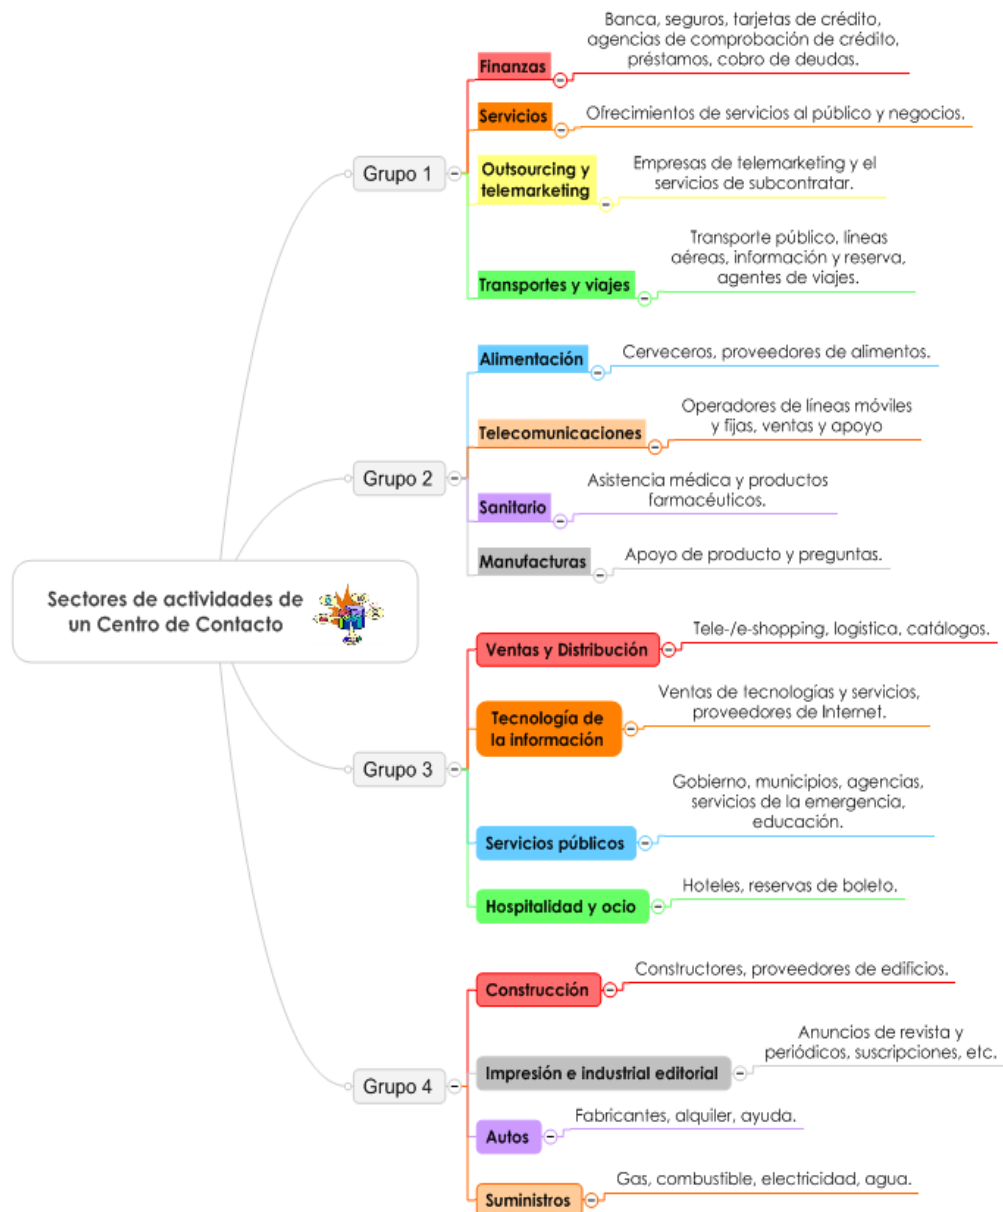 Sectores de actividades de
un Centro de Contacto
Grupo 1
Finanzas
Banca, seguros, tarjetas de crédito,
agencias de comprobación de crédito,
préstamos, cobro de deudas.
Servicios
Ofrecimientos de servicios al público y negocios.
Outsourcing y
telemarketing
Empresas de telemarketing y el
servicios de subcontratar.
Transportes y viajes
Transporte público, líneas
aéreas, información y reserva,
agentes de viajes.
Grupo 2
Alimentación
Cerveceros, proveedores de alimentos.
Telecomunicaciones
Operadores de líneas móviles
y fijas, ventas y apoyo
Sanitario
Asistencia médica y productos
farmacéuticos.
Manufacturas
Apoyo de producto y preguntas.
Grupo 3
Ventas y Distribución
Tele-/e-shopping, logística, catálogos.
Tecnología de
la información
Ventas de tecnologías y servicios,
proveedores de Internet.
Servicios públicos
Gobierno, municipios, agencias,
servicios de la emergencia,
educación.
Hospitalidad y ocio
Hoteles, reservas de boleto.
Grupo 4
Construcción
Constructores, proveedores de edificios.
Impresión e industrial editorial
Anuncios de revista y
periódicos, suscripciones, etc.
Autos
Fabricantes, alquiler, ayuda.
Suministros
Gas, combustible, electricidad, agua.